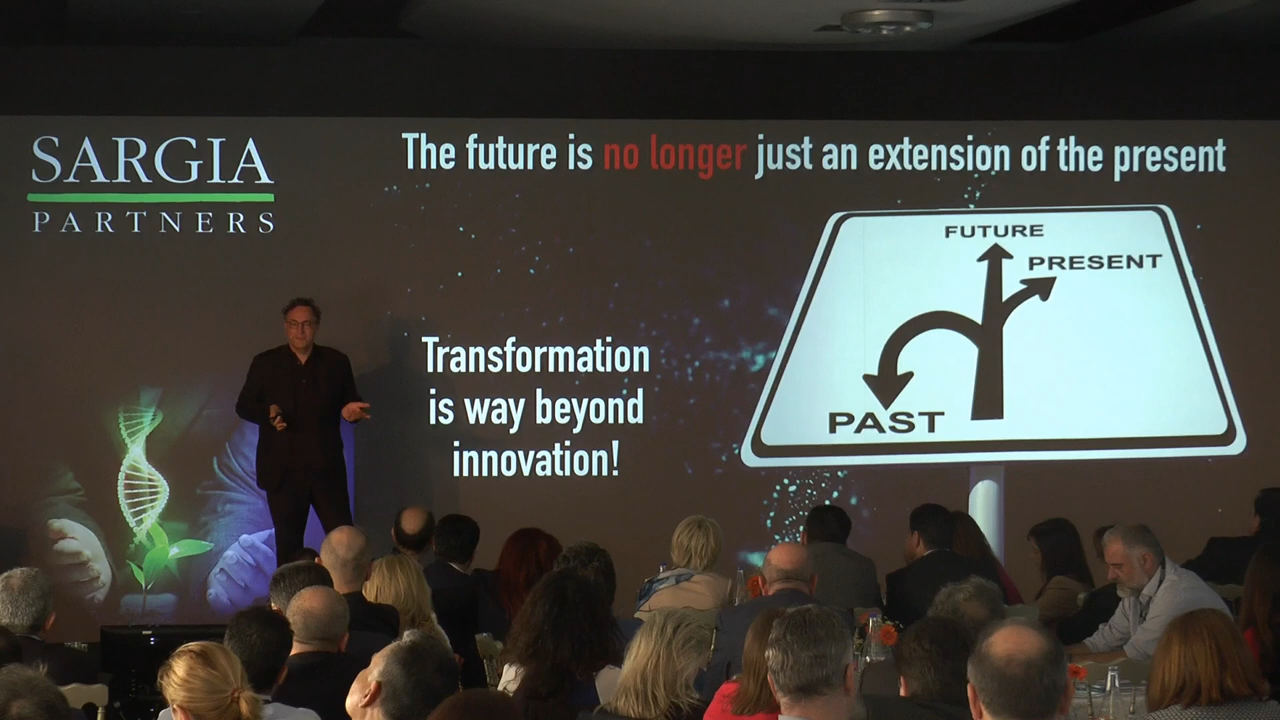 SARGIA
PARTNERS
The future is no longer just an extension of the present
Transformation
is way beyond
innovation!
FUTURE
PRESENT
PAST